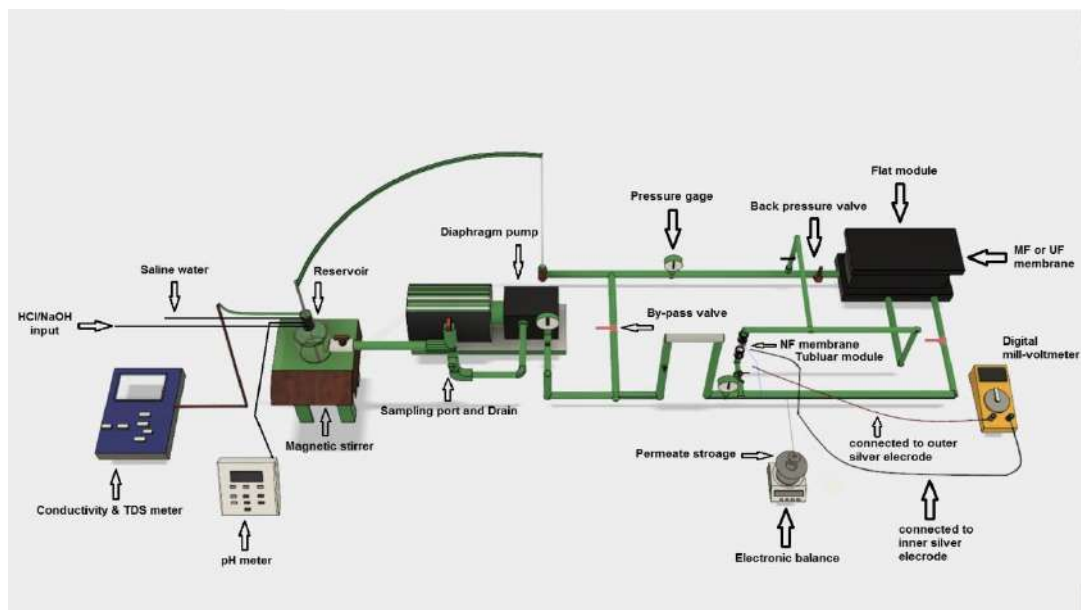 Flat module
Pressure gage
Back pressure valve
Diaphragm pump
MF or UF
membrane
Saline water
Reservoir
HCl/NaOH
input
By-pass valve
NF membrane
Tubluar module
Digital
mill-voltmeter
Sampling port and Drain
Magnetic stirrer
connected to outer
silver elecrode
Permeate stroage
Conductivity & TDS meter
pH meter
Electronic balance
connected to
inner silver
elecrode